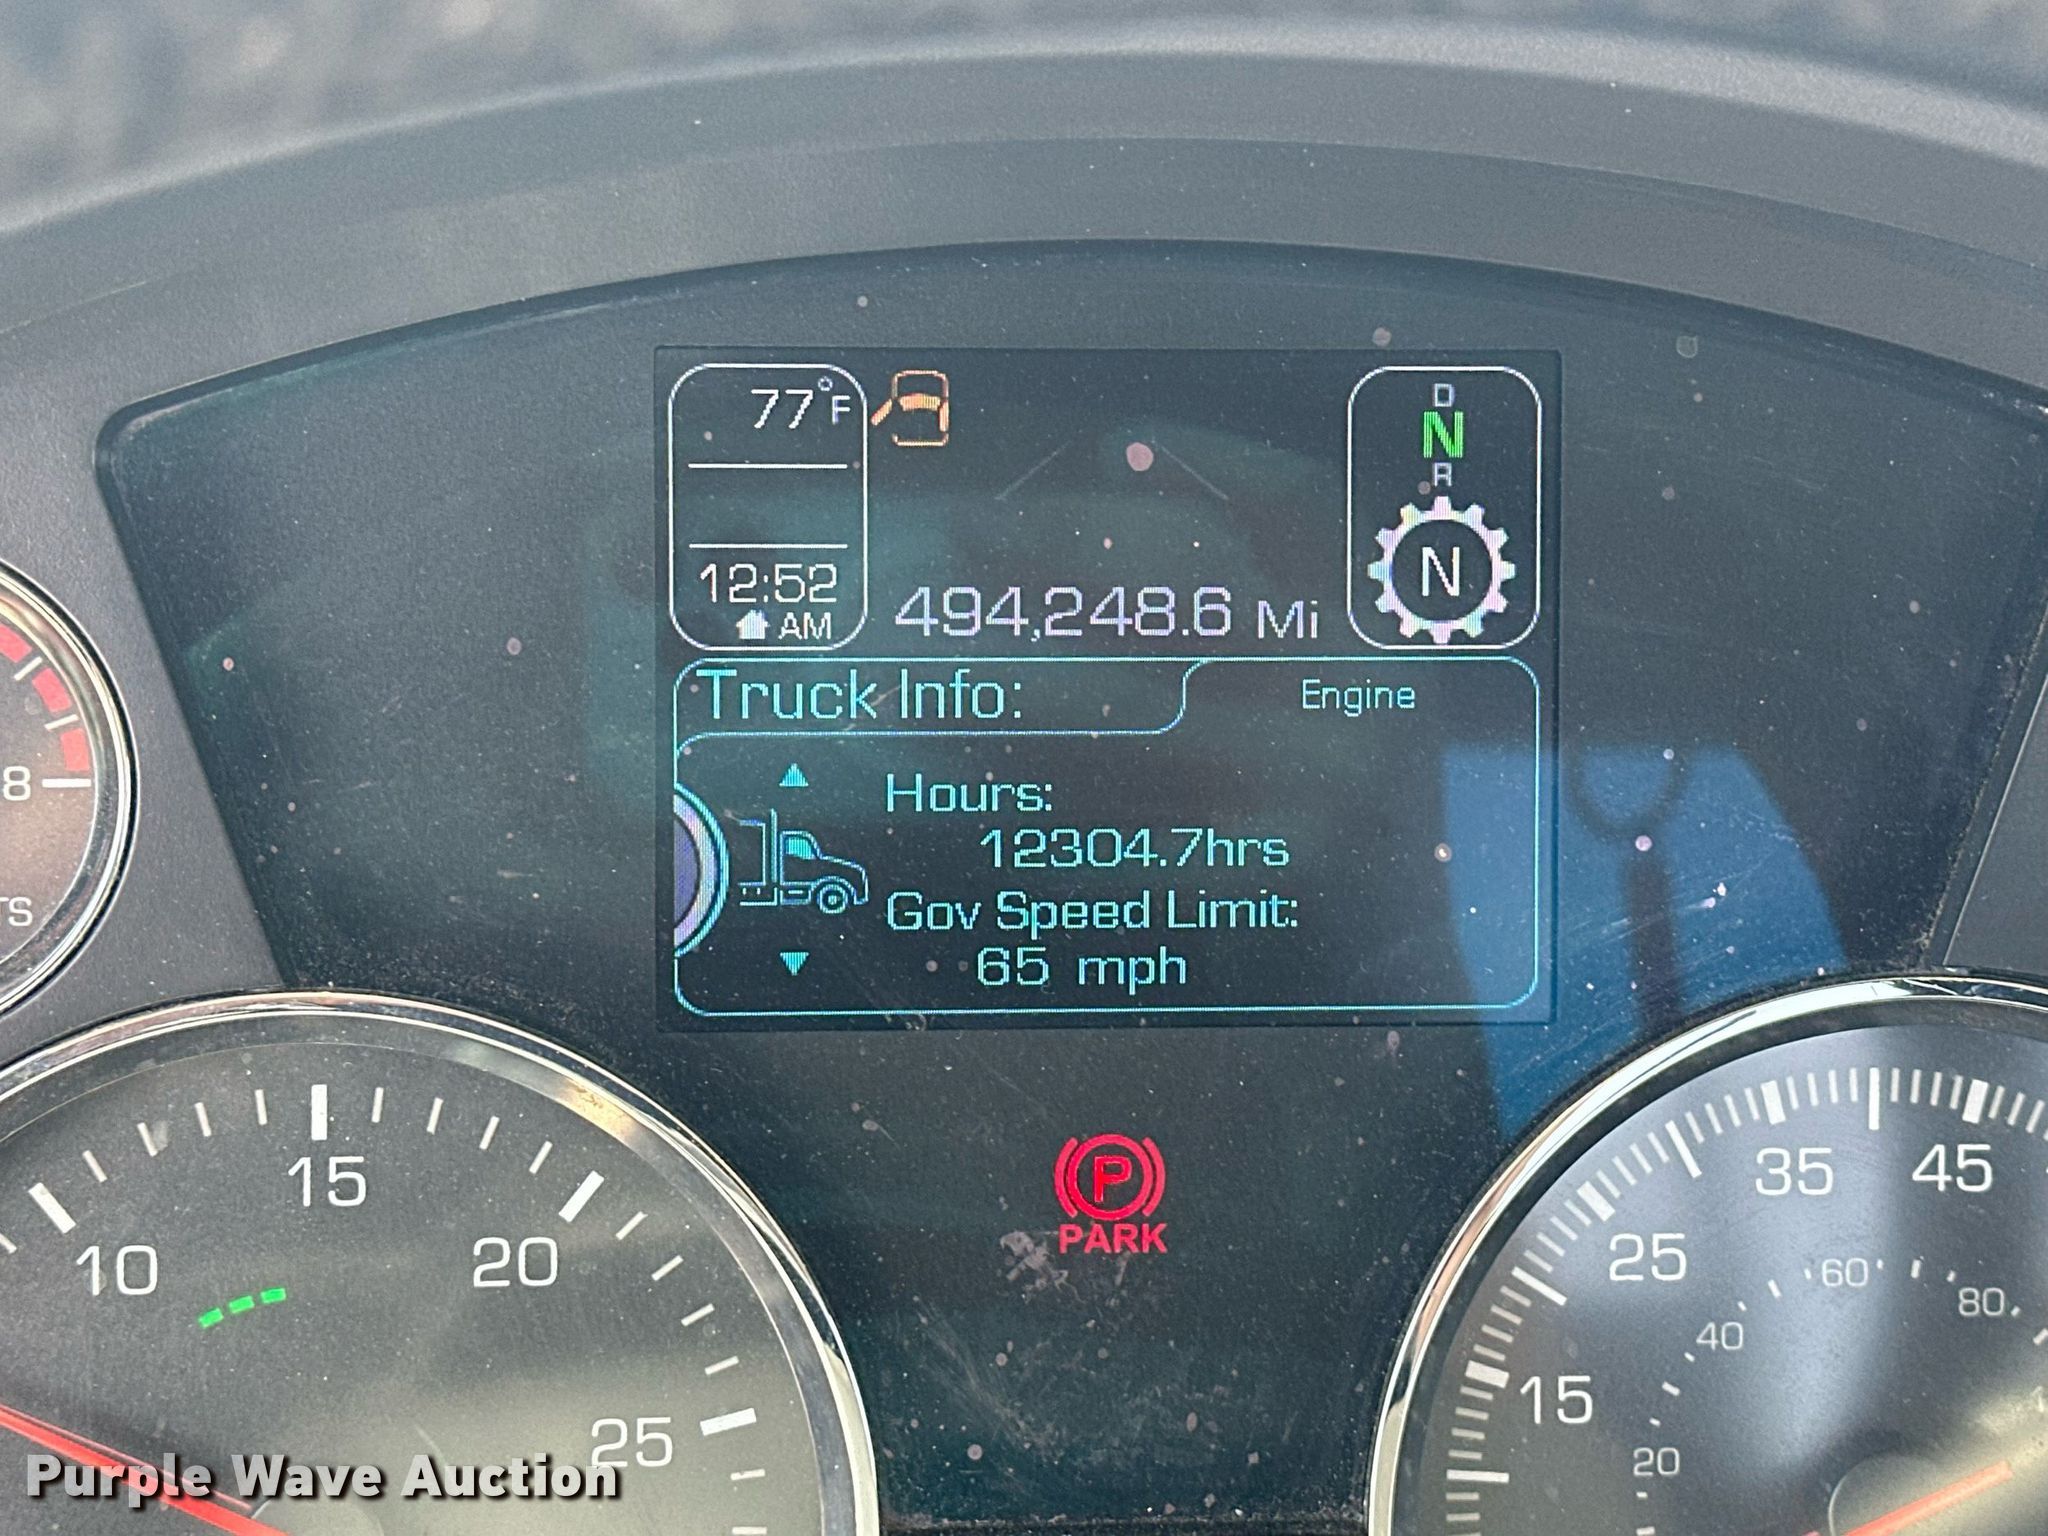 77°F
D
N
R
N
12:52
AM
494,248.6 Mi
Truck Info:
Engine
Hours:
12304.7hrs
Gov Speed Limit:
65 mph
8
TS
P
PARK
10
15
20
25
15
25
35
45
20
40
60
80
Purple Wave Auction